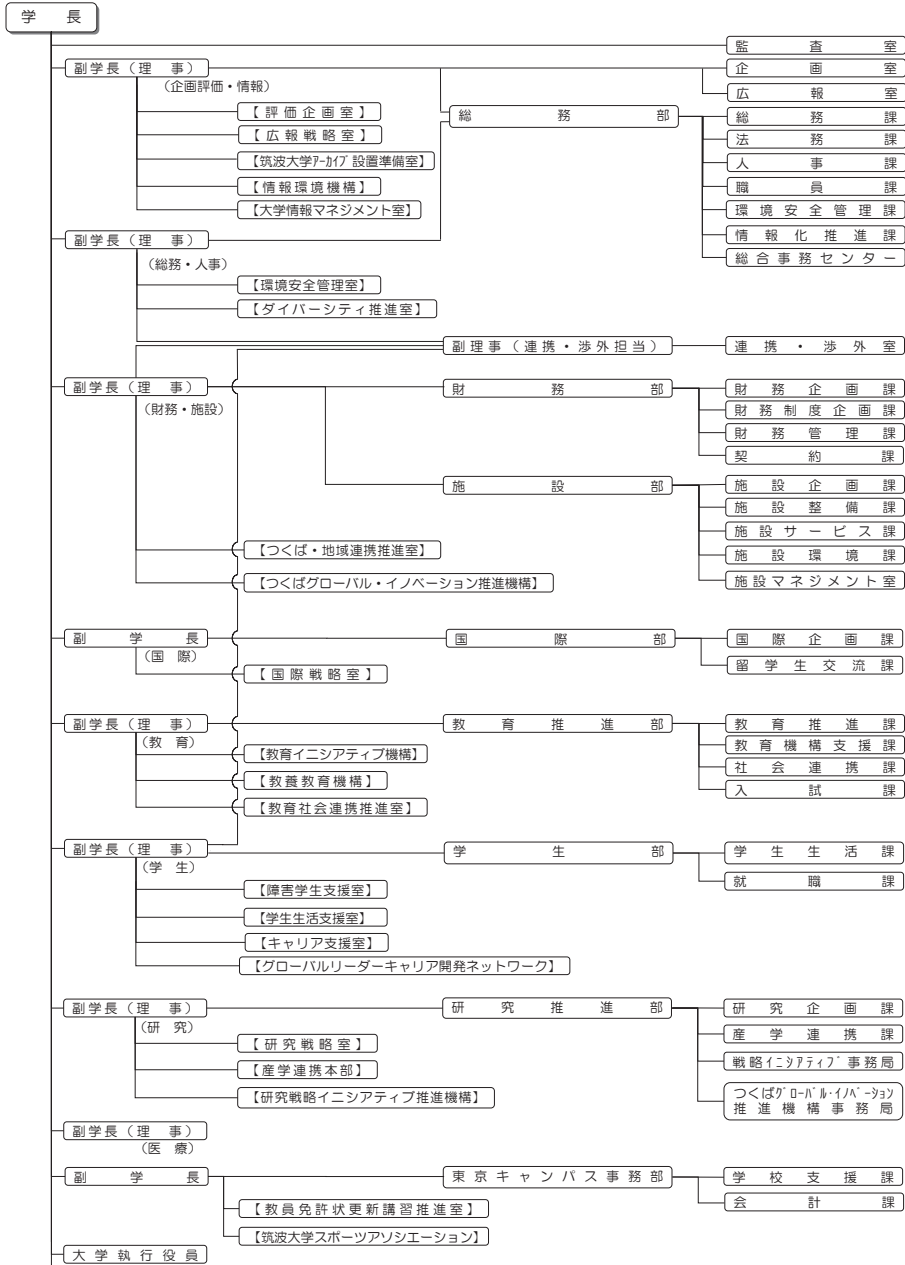 学長
監査室
副学長（理事） 企画室
（企画評価・情報） 広報室
【評価企画室】 総務部 総務課
【広報戦略室】 法務課
【筑波大学ｱｰｶｲﾌﾞ設置準備室】 人事課
【情報環境機構】 職員課
【大学情報マネジメント室】 環境安全管理課
副学長（理事） 情報化推進課
（総務・人事） 総合事務センター
【環境安全管理室】
【ダイバーシティ推進室】
副理事（連携・渉外担当） 連携・渉外室
副学長（理事） 財務部 財務企画課
（財務・施設） 財務制度企画課
財務管理課
契約課
施設部 施設企画課
施設整備課
施設サービス課
【つくば・地域連携推進室】 施設環境課
【つくばグローバル・イノベーション推進機構】 施設マネジメント室
副学長 国際部 国際企画課
（国際） 留学生交流課
【国際戦略室】
副学長（理事） 教育推進部 教育推進課
（教育） 教育機構支援課
【教育イニシアティブ機構】 社会連携課
【教養教育機構】 入試課
【教育社会連携推進室】
副学長（理事） 学生部 学生生活課
（学生） 就職課
【障害学生支援室】
【学生生活支援室】
【キャリア支援室】
【グローバルリーダーキャリア開発ネットワーク】
副学長（理事） 研究推進部 研究企画課
（研究） 産学連携課
【研究戦略室】 戦略ｲﾆｼｱﾃｨﾌﾞ事務局
【産学連携本部】
【研究戦略イニシアティブ推進機構】 つくばｸﾞﾛｰﾊﾞﾙ･ｲﾉﾍﾞｰｼｮﾝ
推進機構事務局
副学長（理事）
（医療）
副学長 東京キャンパス事務部 学校支援課
【教員免許状更新講習推進室】 会計課
【筑波大学スポーツアソシエーション】
大学執行役員